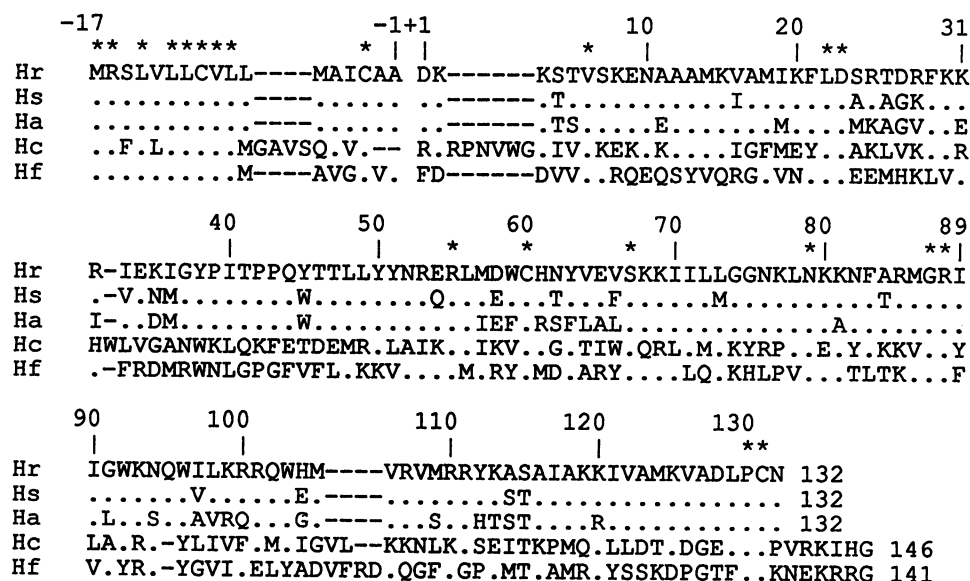 -17 -1+1 10 20 31
** * ***** * * **
Hr MRSLVLLCVLL----MAICAA DK------KSTVSKENAAAMKVAMIKFLDSRTDRFKK
Hs ...........----...... ..------.T...........I.......A.AGK...
Ha ...........----...... ..------.TS.....E.......M....MKAGV..E
Hc ..F.L.....MGAVSQ.V.-- R.RPNVWG.IV.KEK.K....IGFMEY...AKLVK..R
Hf ..........M----AVG.V. FD------DVV..RQEQSYVQRG.VN...EEMHKLV.
40 50 60 70 80 89
* * * * **
Hr R-IEKIGYPITPPQYTTLLYYNRERLMDWCHNYVEVSKKIILLGGNKLNKKNFARMGRI
Hs .-V.NM........W........Q...E...T...F......M..........T.....
Ha I-..DM........W...........IEF.RSFLAL..............A........
Hc HWLVGANWKLQKFETDEMR.LAIK..IKV..G.TIW.QRL.M.KYRP..E.Y.KKV..Y
Hf .-FRDMRWNLGPGFVFL.KKV....M.RY.MD.ARY....LQ.KHLPV...TLTK...F
90 100 110 120 130
**
Hr IGWKNQWILKRRQWHM----VRVMRRYKASAIAKKIVAMKVADLPCN 132
Hs .......V......E.----........ST................. 132
Ha .L..S..AVRQ...G.----...S..HTST.....R........... 132
Hc LA.R.-YLIVF.M.IGVL--KKNLK.SEITKPMQ.LLDT.DGE...PVRKIHG 146
Hf V.YR.-YGVI.ELYADVFRD.QGF.GP.MT.AMR.YSSKDPGTF..KNEKRRG 141